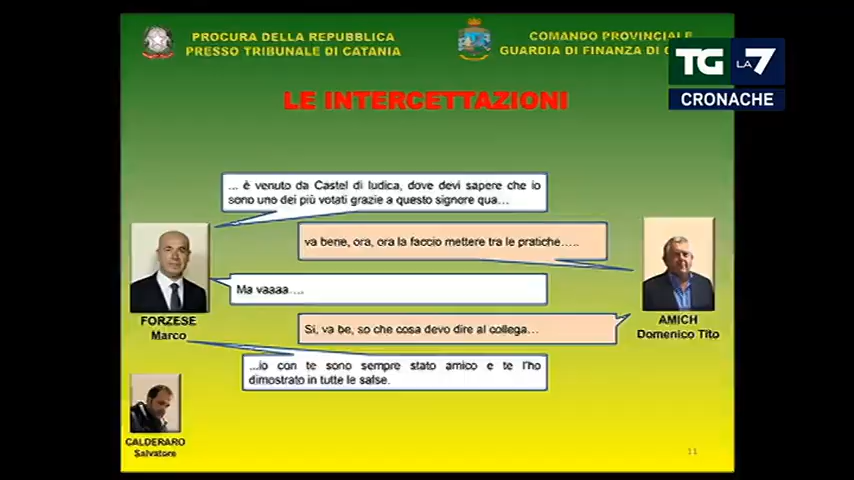 PROCURA DELLA REPUBBLICA
PRESSO TRIBUNALE DI CATANIA
COMANDO PROVINCIALE
GUARDIA DI FINANZA DI
TG LA7
CRONACHE
LE INTERCETTAZIONI
... è venuto da Castel di Iudica, dove devi sapere che io
sono uno dei più votati grazie a questo signore qua...
va bene, ora, ora la faccio mettere tra le pratiche.....
Ma vaaaa....
Si, va be, so che cosa devo dire al collega...
...io con te sono sempre stato amico e te l'ho
dimostrato in tutte le salse.
FORZESE
Marco
AMICH
Domenico Tito
CALDERARO
Salvatore
11